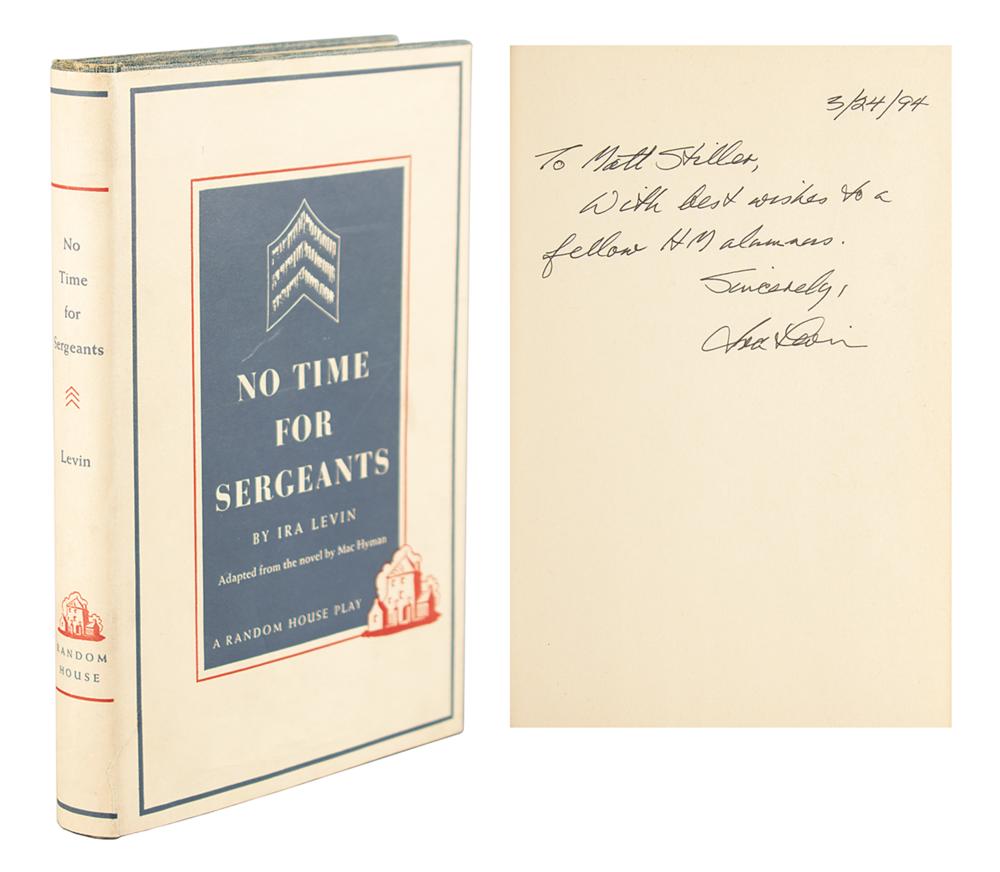 No
Time
for
Sergeants
Levin
RANDOM
HOUSE
NO TIME
FOR
SERGEANTS
BY IRA LEVIN
Adapted from the novel by Mac Hyman
A RANDOM HOUSE PLAY
3/24/94
To Matt Stiller,
With best wishes to a
fellow HM alumnus.
Sincerely,
Ira Levin